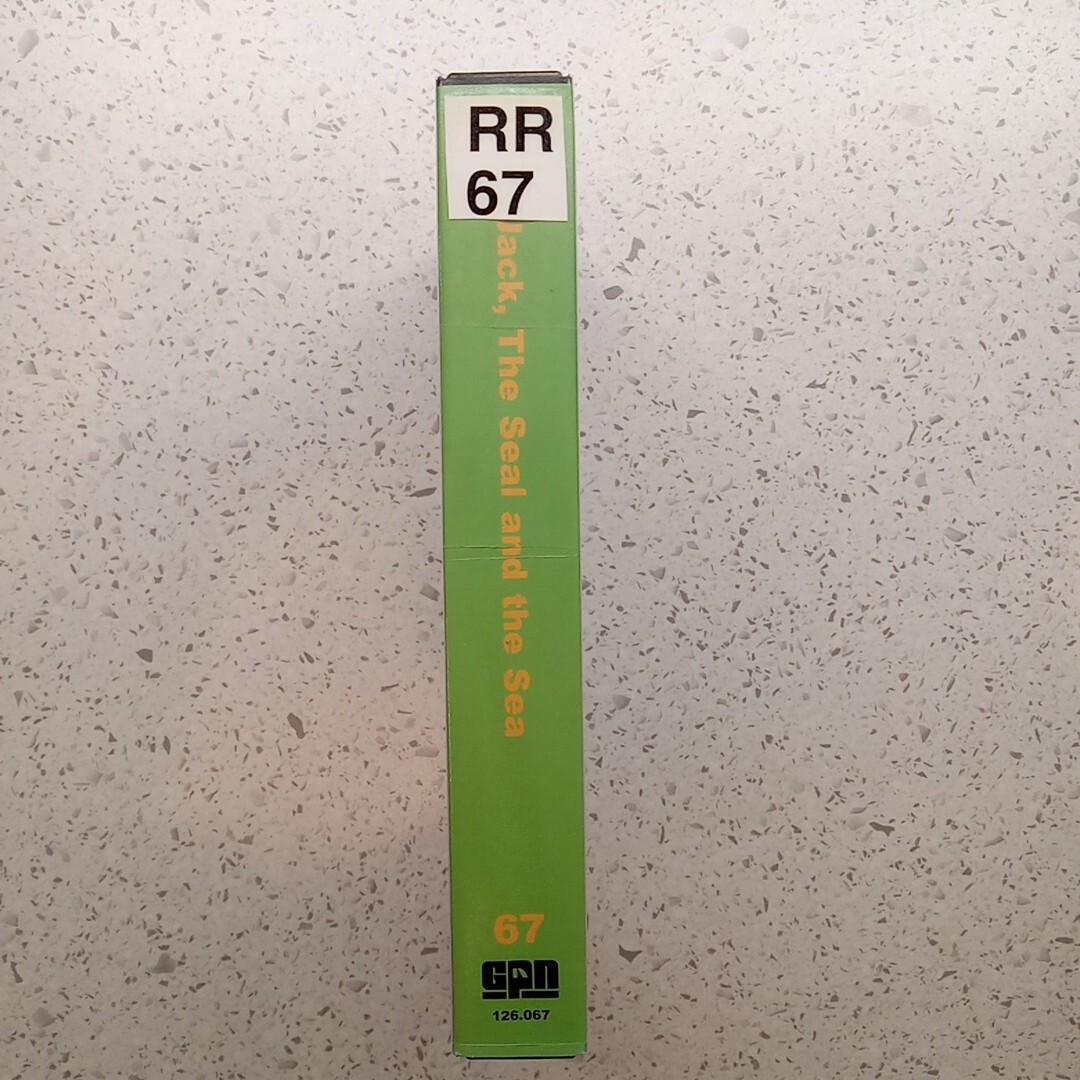 RR
67
Jack, The Seal and the Sea
67
GPN
126.067